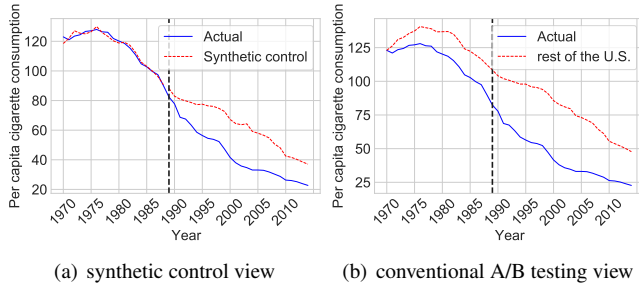 Per capita cigarette consumption
120
100
80
60
40
20
Actual
Synthetic control
1970
1975
1980
1985
1990
1995
2000
2005
2010
Year
(a) synthetic control view
Per capita cigarette consumption
125
100
75
50
25
Actual
rest of the U.S.
1970
1975
1980
1985
1990
1995
2000
2005
2010
Year
(b) conventional A/B testing view